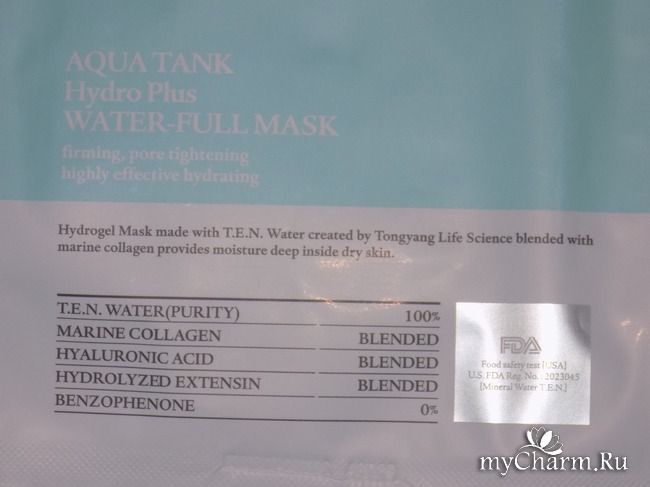 AQUA TANK
Hydro Plus
WATER-FULL MASK
firming, pore tightening
highly effective hydrating
Hydrogel Mask made with T.E.N. Water created by Tongyang Life Science blended with
marine collagen provides moisture deep inside dry skin.
T.E.N. WATER(PURITY) 100%
MARINE COLLAGEN BLENDED
HYALURONIC ACID BLENDED
HYDROLYZED EXTENSIN BLENDED
BENZOPHENONE 0%
FDA
Food safety test [USA]
U.S. FDA Reg. No. : 2023045
[Mineral Water T.E.N.]
myCharm.Ru